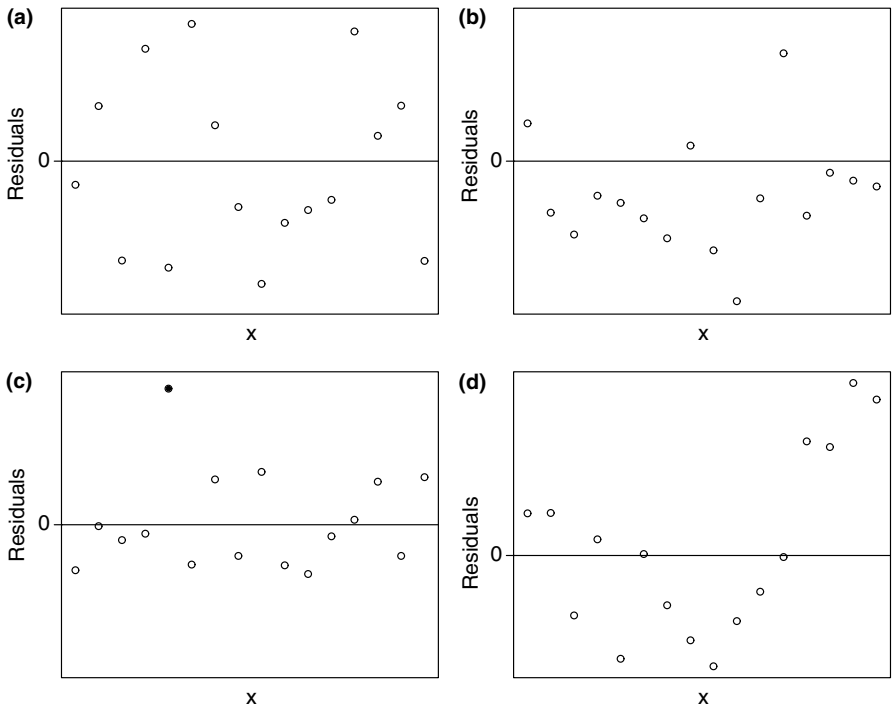 (a)
Residuals
0
x
(b)
Residuals
0
x
(c)
Residuals
0
x
(d)
Residuals
0
x